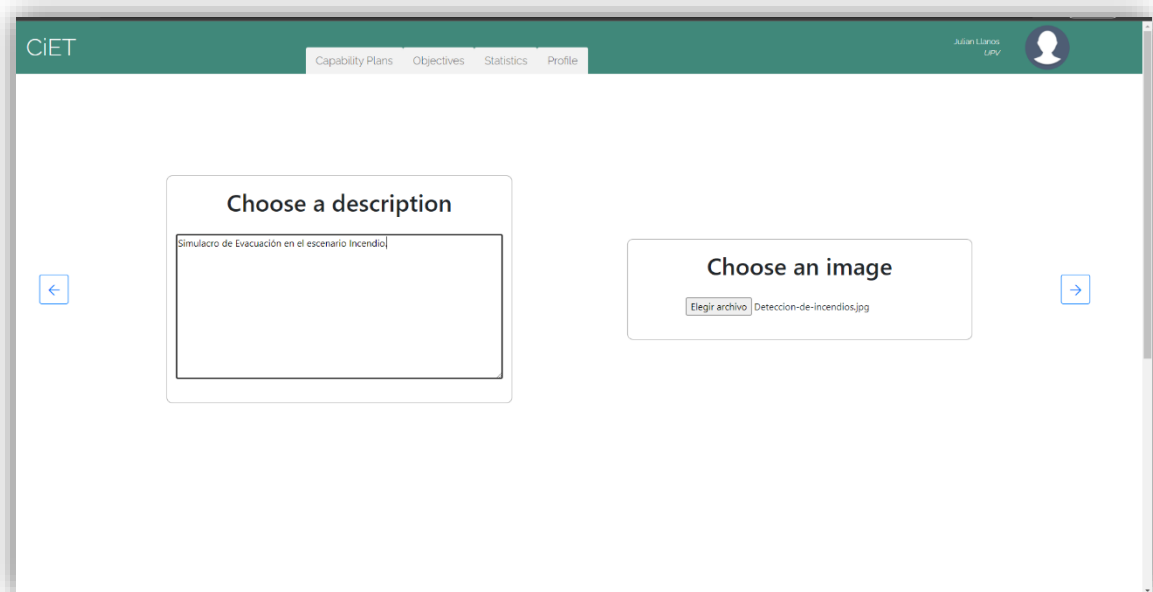 CiET
Capability Plans Objectives Statistics Profile
Julian Llanos
UPV
Choose a description
Simulacro de Evacuación en el escenario Incendio.
Choose an image
Elegir archivo Deteccion-de-incendios.jpg